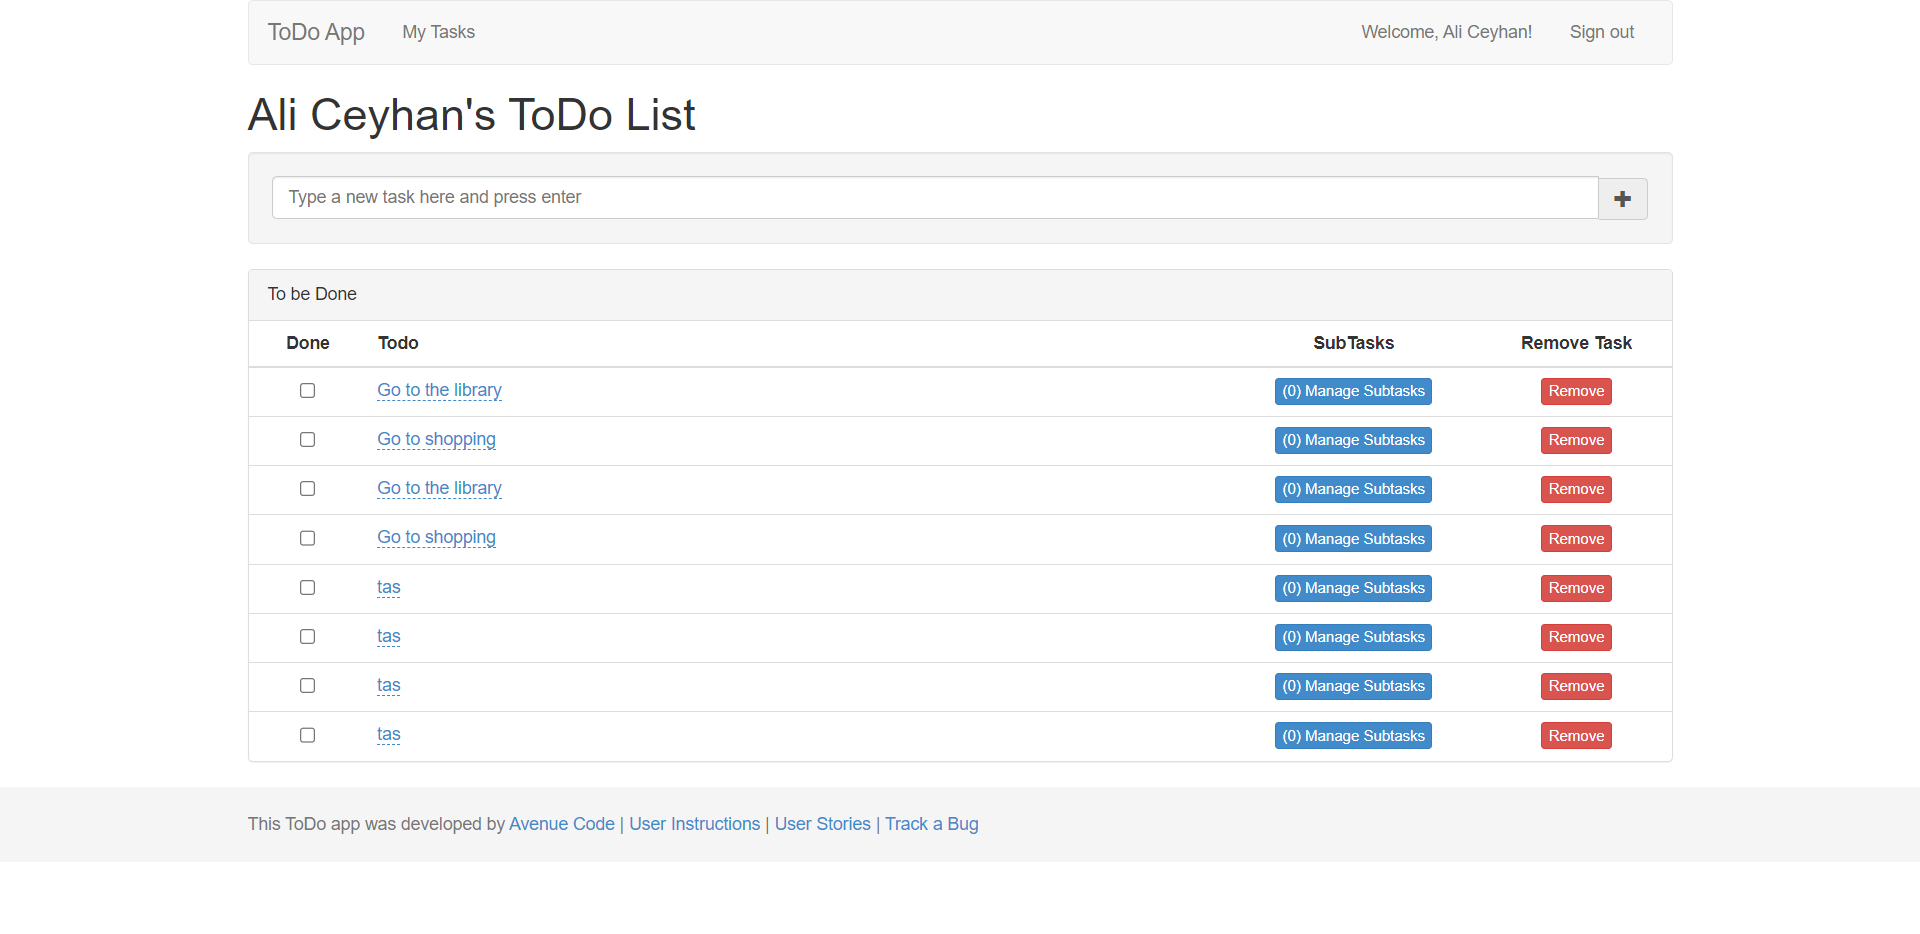 ToDo App My Tasks Welcome, Ali Ceyhan! Sign out
Ali Ceyhan's ToDo List
Type a new task here and press enter
To be Done
Done Todo SubTasks Remove Task
Go to the library (0) Manage Subtasks Remove
Go to shopping (0) Manage Subtasks Remove
Go to the library (0) Manage Subtasks Remove
Go to shopping (0) Manage Subtasks Remove
tas (0) Manage Subtasks Remove
tas (0) Manage Subtasks Remove
tas (0) Manage Subtasks Remove
tas (0) Manage Subtasks Remove
This ToDo app was developed by Avenue Code | User Instructions | User Stories | Track a Bug